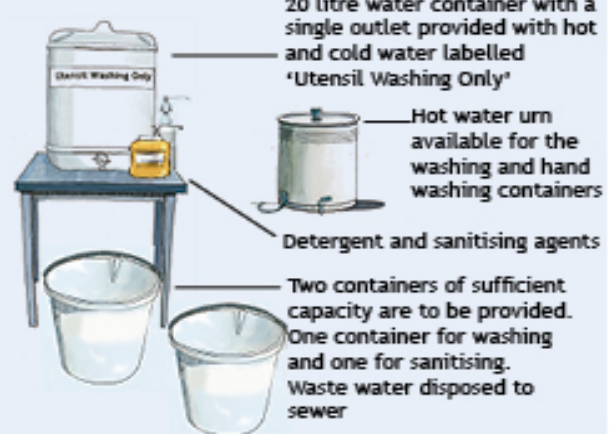 20 litre water container with a
single outlet provided with hot
and cold water labelled
‘Utensil Washing Only’
Utensil Washing Only
Hot water urn
available for the
washing and hand
washing containers
Detergent and sanitising agents
Two containers of sufficient
capacity are to be provided.
One container for washing
and one for sanitising.
Waste water disposed to
sewer